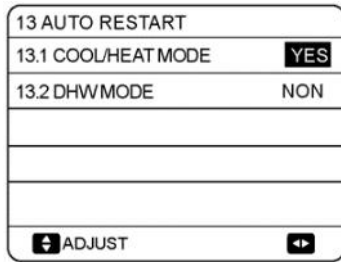 13 AUTO RESTART
13.1 COOL/HEAT MODE YES
13.2 DHW MODE NON
ADJUST